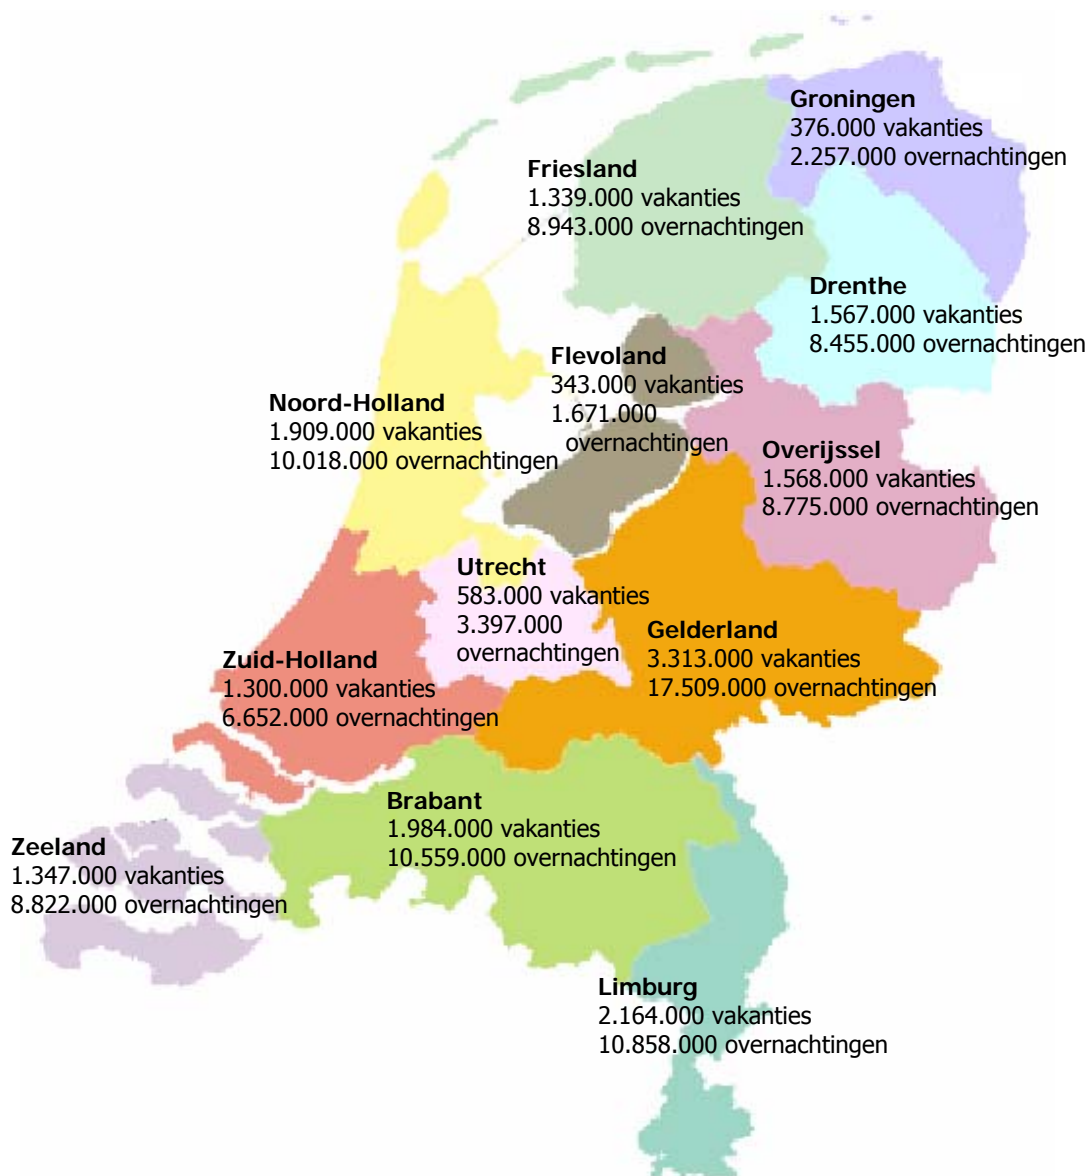 Groningen
376.000 vakanties
2.257.000 overnachtingen
Friesland
1.339.000 vakanties
8.943.000 overnachtingen
Drenthe
1.567.000 vakanties
8.455.000 overnachtingen
Flevoland
343.000 vakanties
1.671.000
overnachtingen
Noord-Holland
1.909.000 vakanties
10.018.000 overnachtingen
Overijssel
1.568.000 vakanties
8.775.000 overnachtingen
Utrecht
583.000 vakanties
3.397.000
overnachtingen
Gelderland
3.313.000 vakanties
17.509.000 overnachtingen
Zuid-Holland
1.300.000 vakanties
6.652.000 overnachtingen
Brabant
1.984.000 vakanties
10.559.000 overnachtingen
Zeeland
1.347.000 vakanties
8.822.000 overnachtingen
Limburg
2.164.000 vakanties
10.858.000 overnachtingen